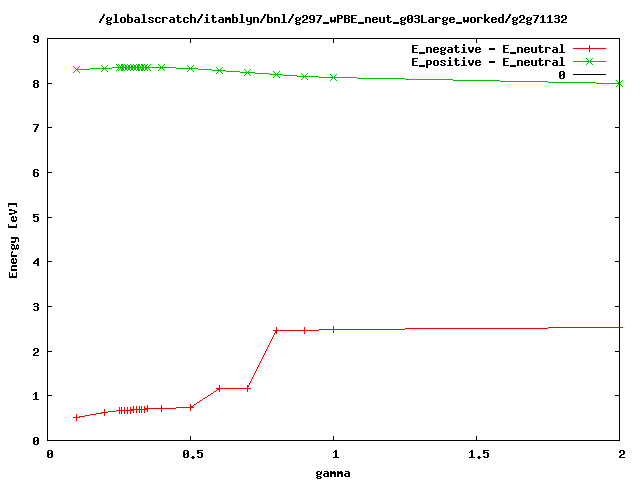 /globalscratch/itamblyn/bnl/g297_wPBE_neut_g03Large_worked/g2g71132
E_negative - E_neutral
E_positive - E_neutral
0
9
8
7
6
5
4
3
2
1
0
Energy [eV]
0 0.5 1 1.5 2
gamma